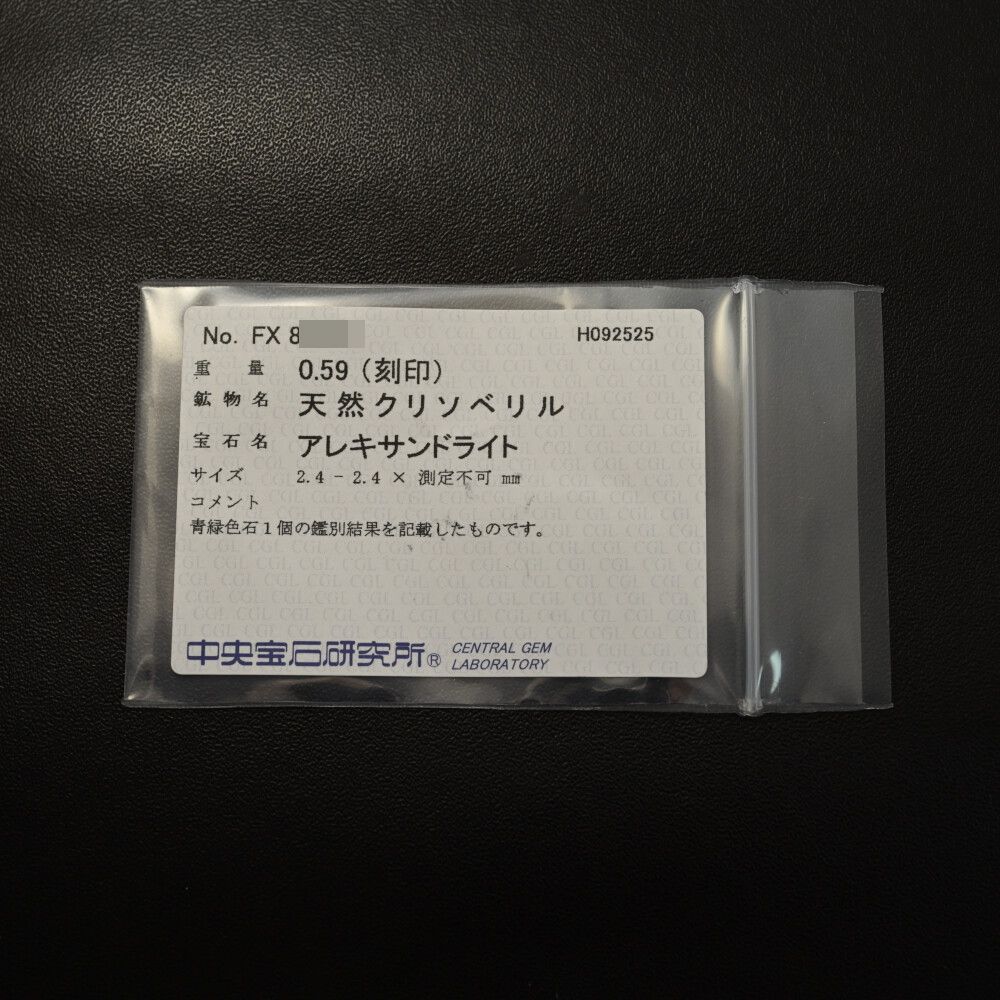 No. FX 8
H092525
重量 0.59 (刻印)
鉱物名 天然クリソベリル
宝石名 アレキサンドライト
サイズ 2.4 - 2.4 × 測定不可 mm
コメント
青緑色石1個の鑑別結果を記載したものです。
中央宝石研究所® CENTRAL GEM
LABORATORY